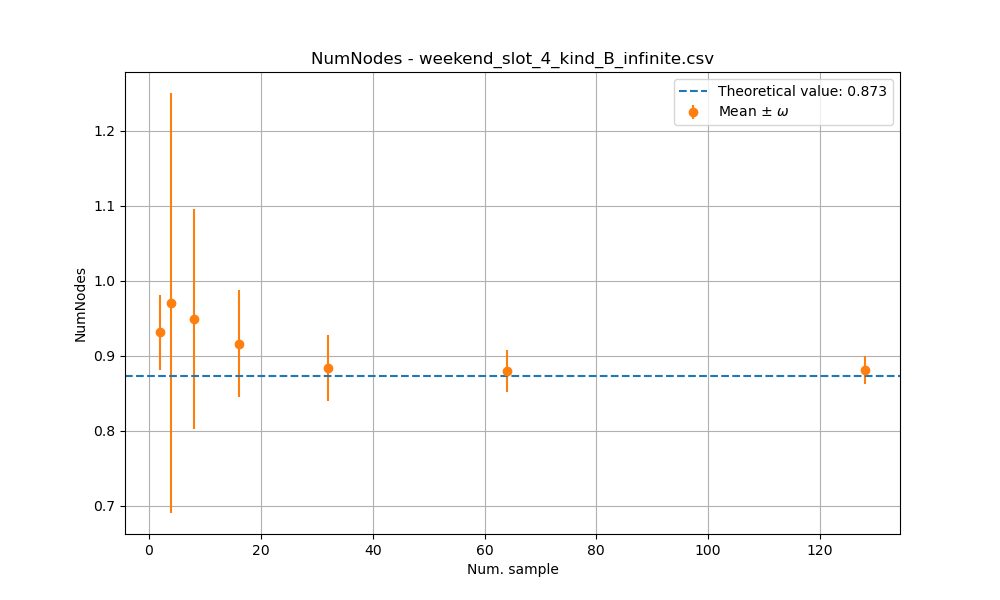 NumNodes - weekend_slot_4_kind_B_infinite.csv
Theoretical value: 0.873
Mean ± ω
1.2
1.1
1.0
0.9
0.8
0.7
NumNodes
0 20 40 60 80 100 120
Num. sample